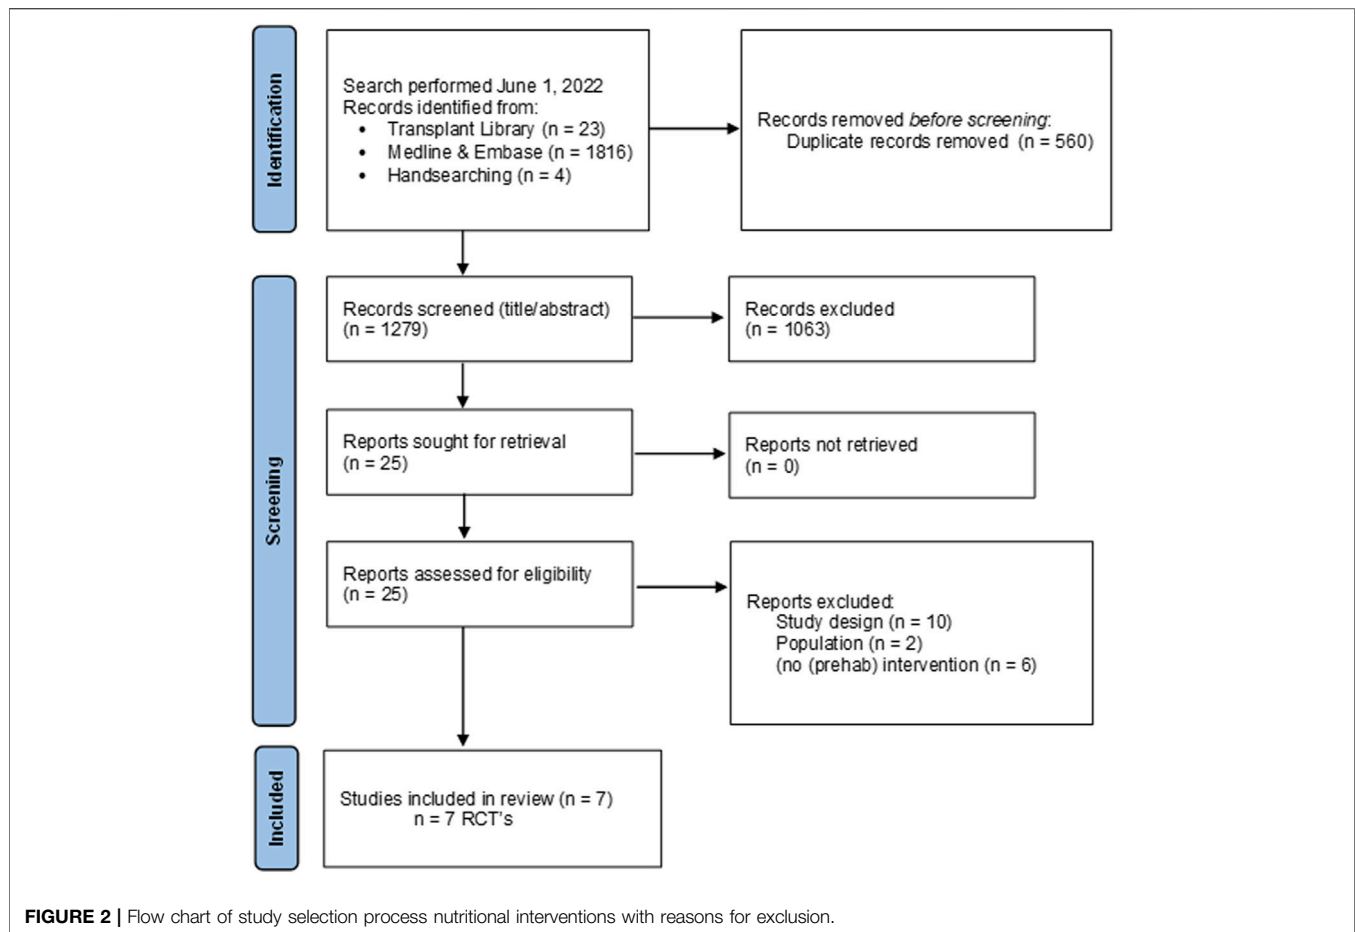 Identification
Search performed June 1, 2022
Records identified from:
• Transplant Library (n = 23)
• Medline & Embase (n = 1816)
• Handsearching (n = 4)
Records removed before screening:
Duplicate records removed (n = 560)
Screening
Records screened (title/abstract)
(n = 1279)
Records excluded
(n = 1063)
Reports sought for retrieval
(n = 25)
Reports not retrieved
(n = 0)
Reports assessed for eligibility
(n = 25)
Reports excluded:
Study design (n = 10)
Population (n = 2)
(no (prehab) intervention (n = 6)
Included
Studies included in review (n = 7)
n = 7 RCT's
FIGURE 2 | Flow chart of study selection process nutritional interventions with reasons for exclusion.